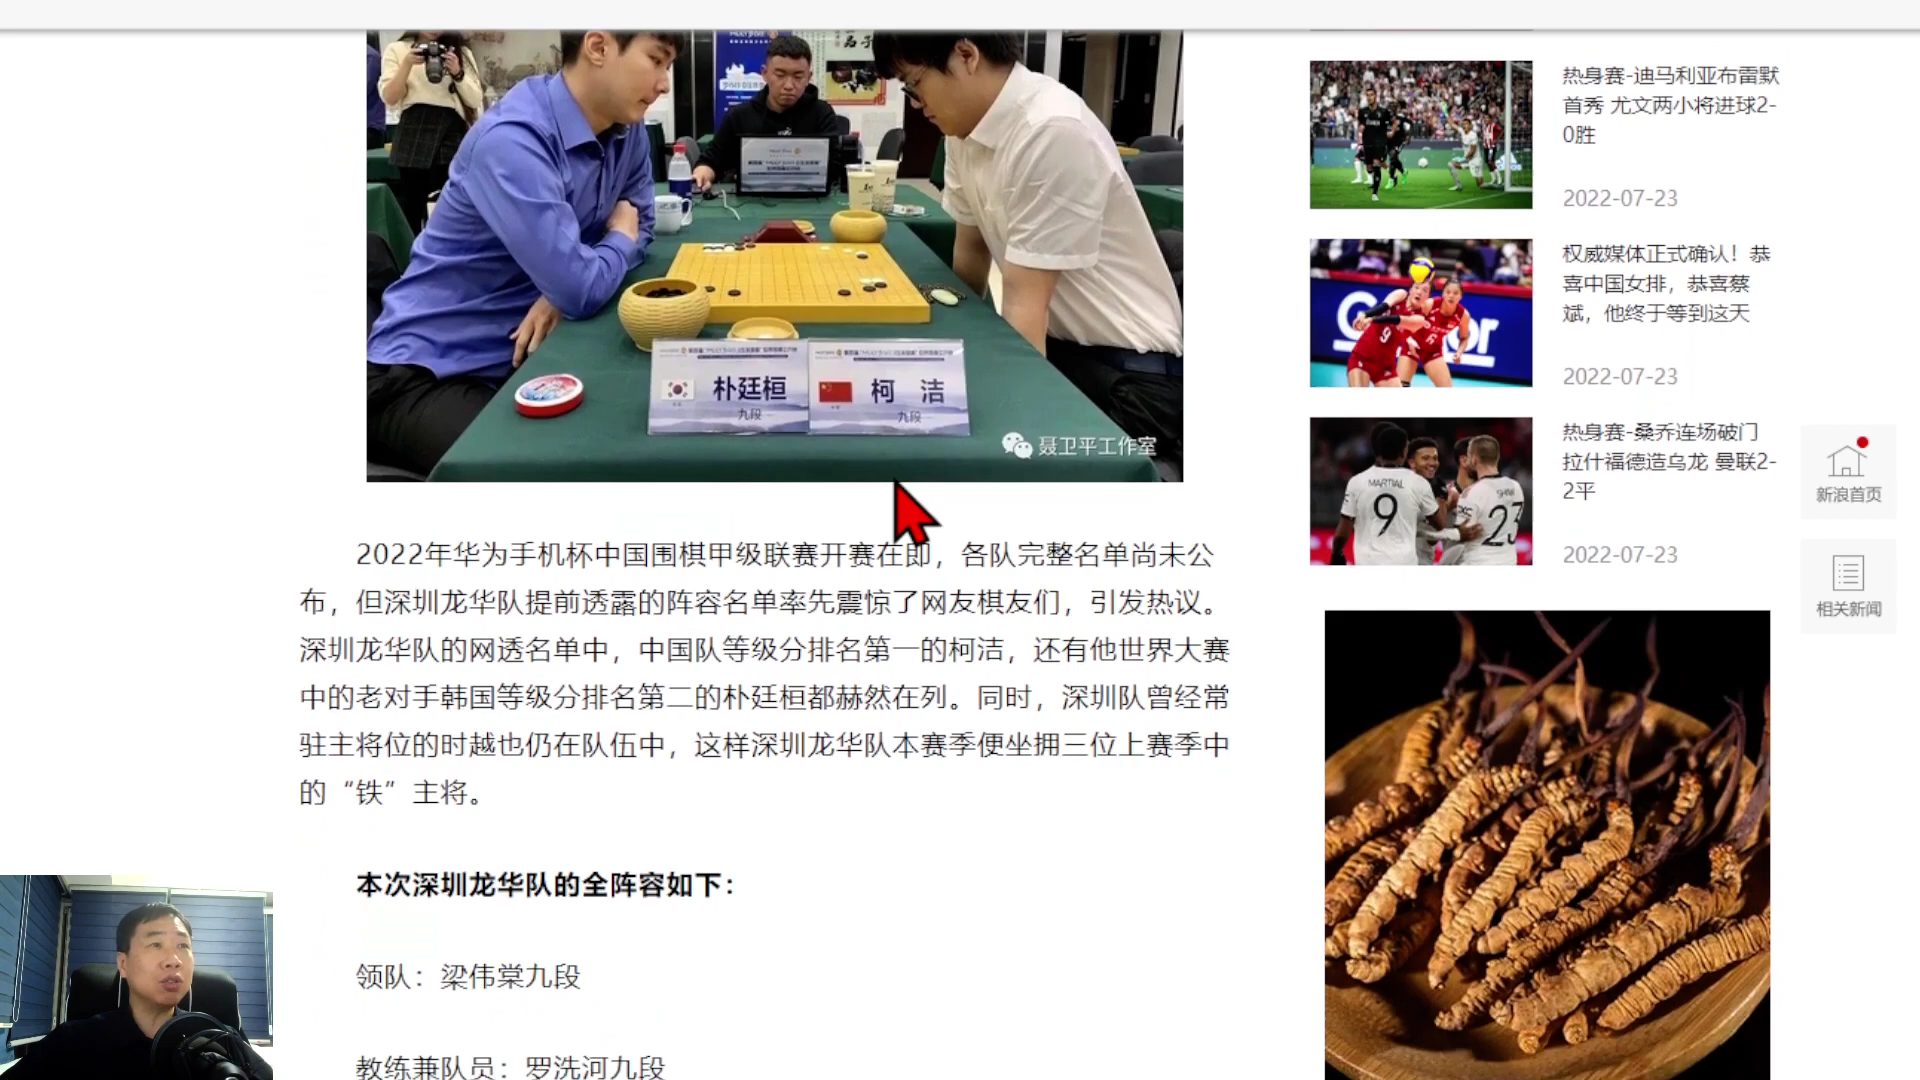 朴廷桓
九段
柯 洁
九段
聂卫平工作室
2022年华为手机杯中国围棋甲级联赛开赛在即，各队完整名单尚未公
布，但深圳龙华队提前透露的阵容名单率先震惊了网友棋友们，引发热议。
深圳龙华队的网透名单中，中国队等级分排名第一的柯洁，还有他世界大赛
中的老对手韩国等级分排名第二的朴廷桓都赫然在列。同时，深圳队曾经常
驻主将位的时越也仍在队伍中，这样深圳龙华队本赛季便坐拥三位上赛季中
的“铁”主将。
本次深圳龙华队的全阵容如下：
领队：梁伟棠九段
教练兼队员：罗洗河九段
热身赛-迪马利亚布雷默
首秀 尤文两小将进球2-
0胜
2022-07-23
权威媒体正式确认！恭
喜中国女排，恭喜蔡
斌，他终于等到这天
2022-07-23
热身赛-桑乔连场破门
拉什福德造乌龙 曼联2-
2平
2022-07-23
MARTIAL
9
23
新浪首页
相关新闻